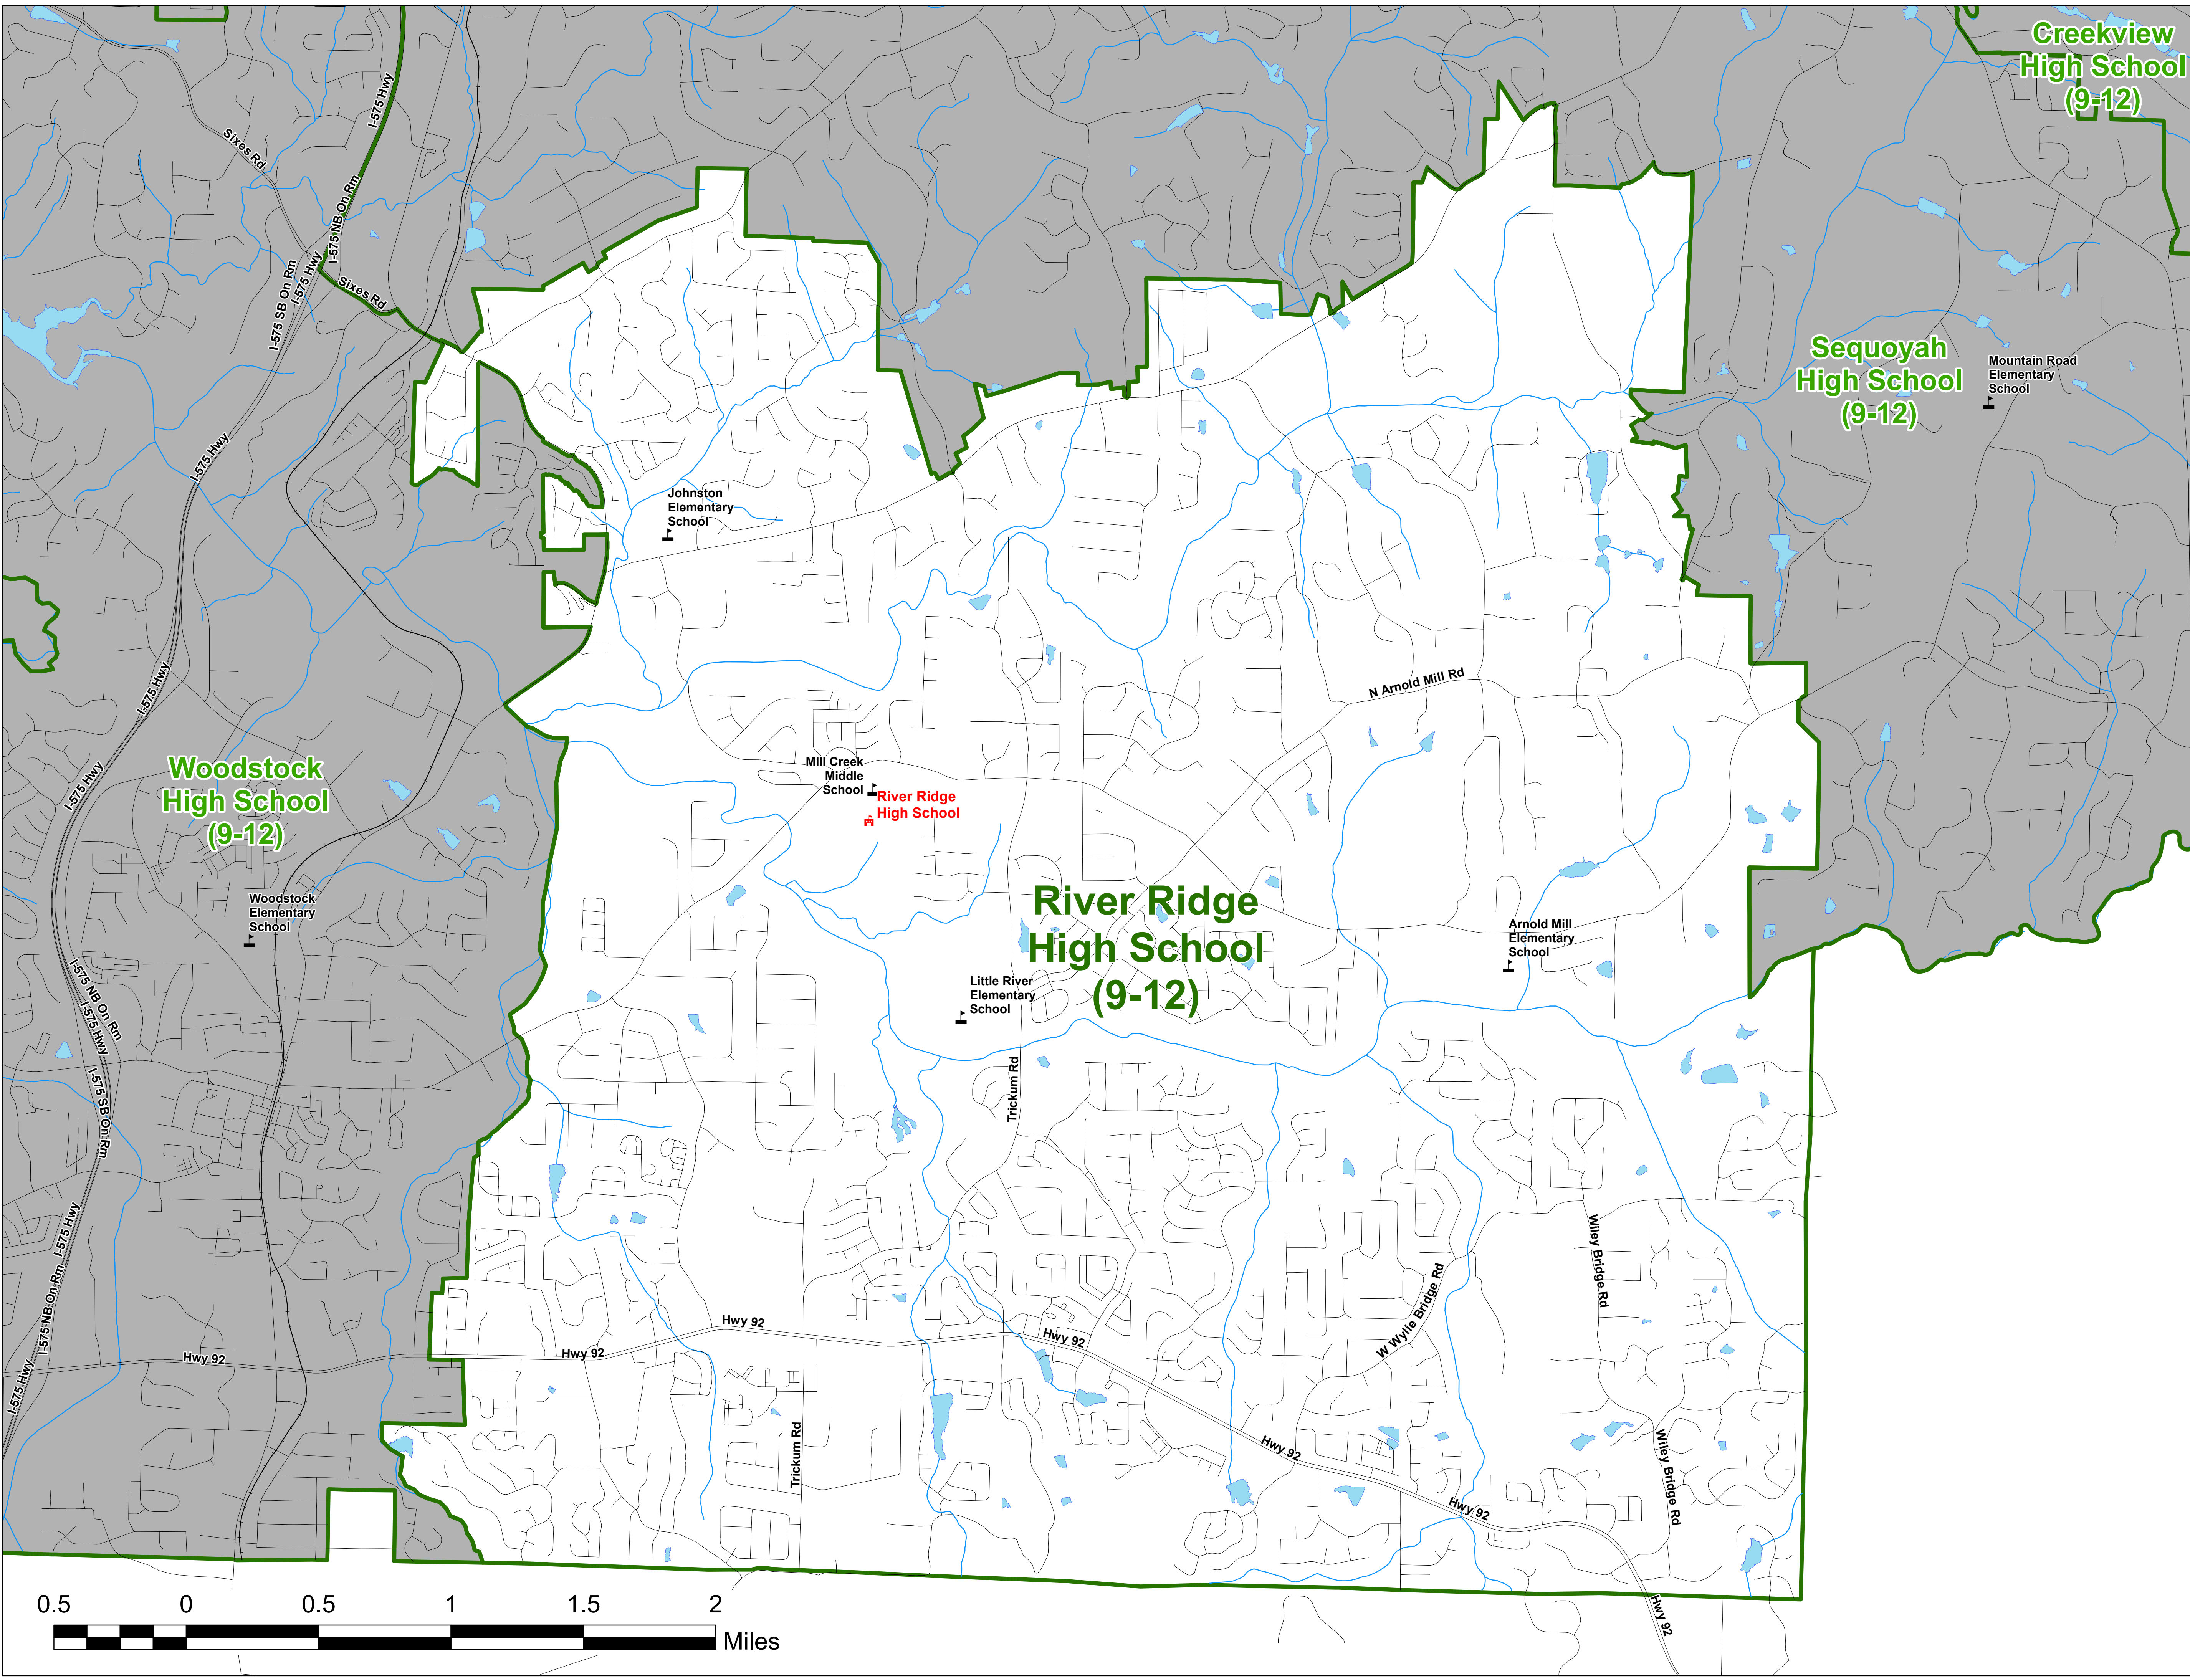 Creekview
High School
(9-12)
I-575 Hwy
Sixes Rd
I-575 NB On Rm
I-575 Hwy
I-575 SB On Rm
Sixes Rd
Sequoyah
High School
(9-12)
Mountain Road
Elementary
School
I-575 Hwy
Johnston
Elementary
School
I-575 Hwy
N Arnold Mill Rd
Woodstock
High School
(9-12)
I-575 Hwy
Mill Creek
Middle
School
River Ridge
High School
Woodstock
Elementary
School
River Ridge
High School
(9-12)
Arnold Mill
Elementary
School
Little River
Elementary
School
I-575 NB On Rm
I-575 Hwy
I-575 SB On Rm
Trickum Rd
I-575 Hwy
I-575 NB On Rm
Wiley Bridge Rd
W Wylie Bridge Rd
Hwy 92
Hwy 92
Hwy 92
Hwy 92
I-575 Hwy
Trickum Rd
Hwy 92
Wiley Bridge Rd
Hwy 92
Hwy 92
0.5 0 0.5 1 1.5 2
Miles